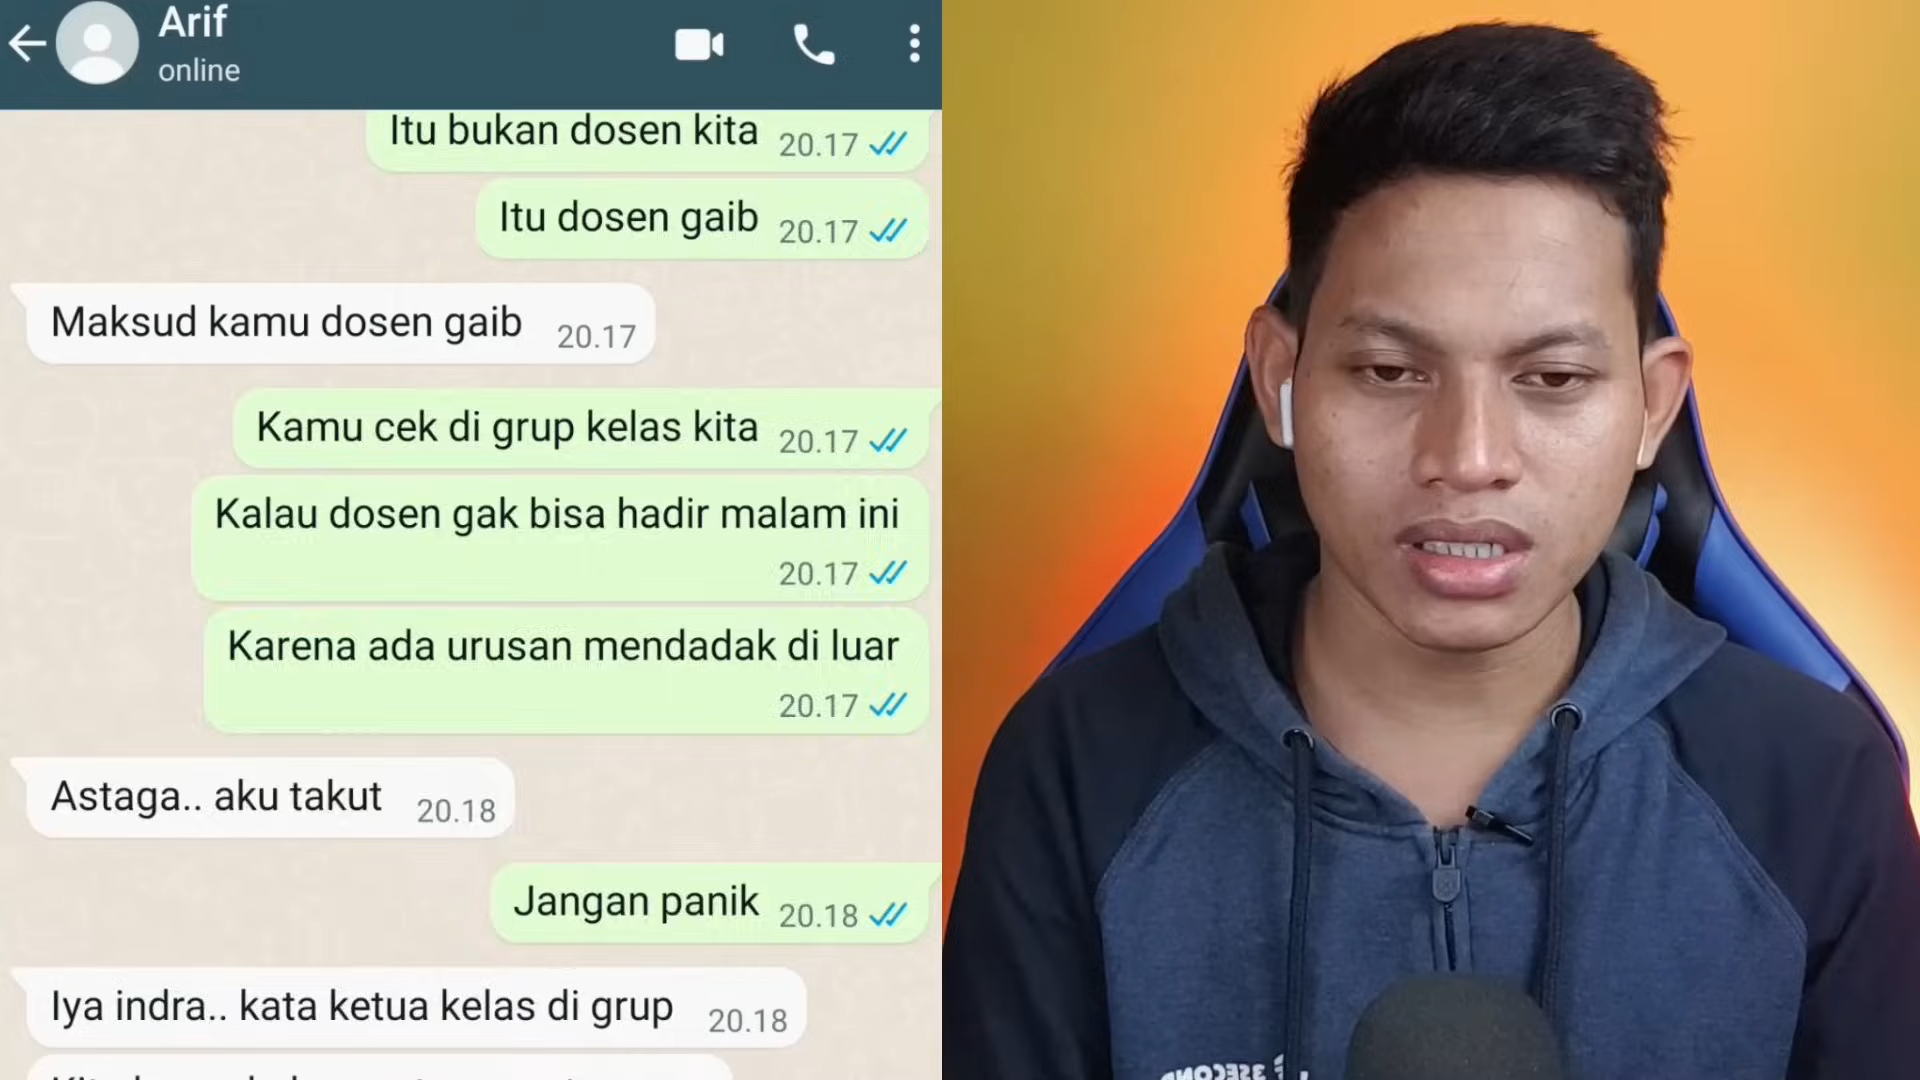 Arif
online
Itu bukan dosen kita 20.17
Itu dosen gaib 20.17
Maksud kamu dosen gaib 20.17
Kamu cek di grup kelas kita 20.17
Kalau dosen gak bisa hadir malam ini
20.17
Karena ada urusan mendadak di luar
20.17
Astaga.. aku takut 20.18
Jangan panik 20.18
Iya indra.. kata ketua kelas di grup 20.18
3SECOND